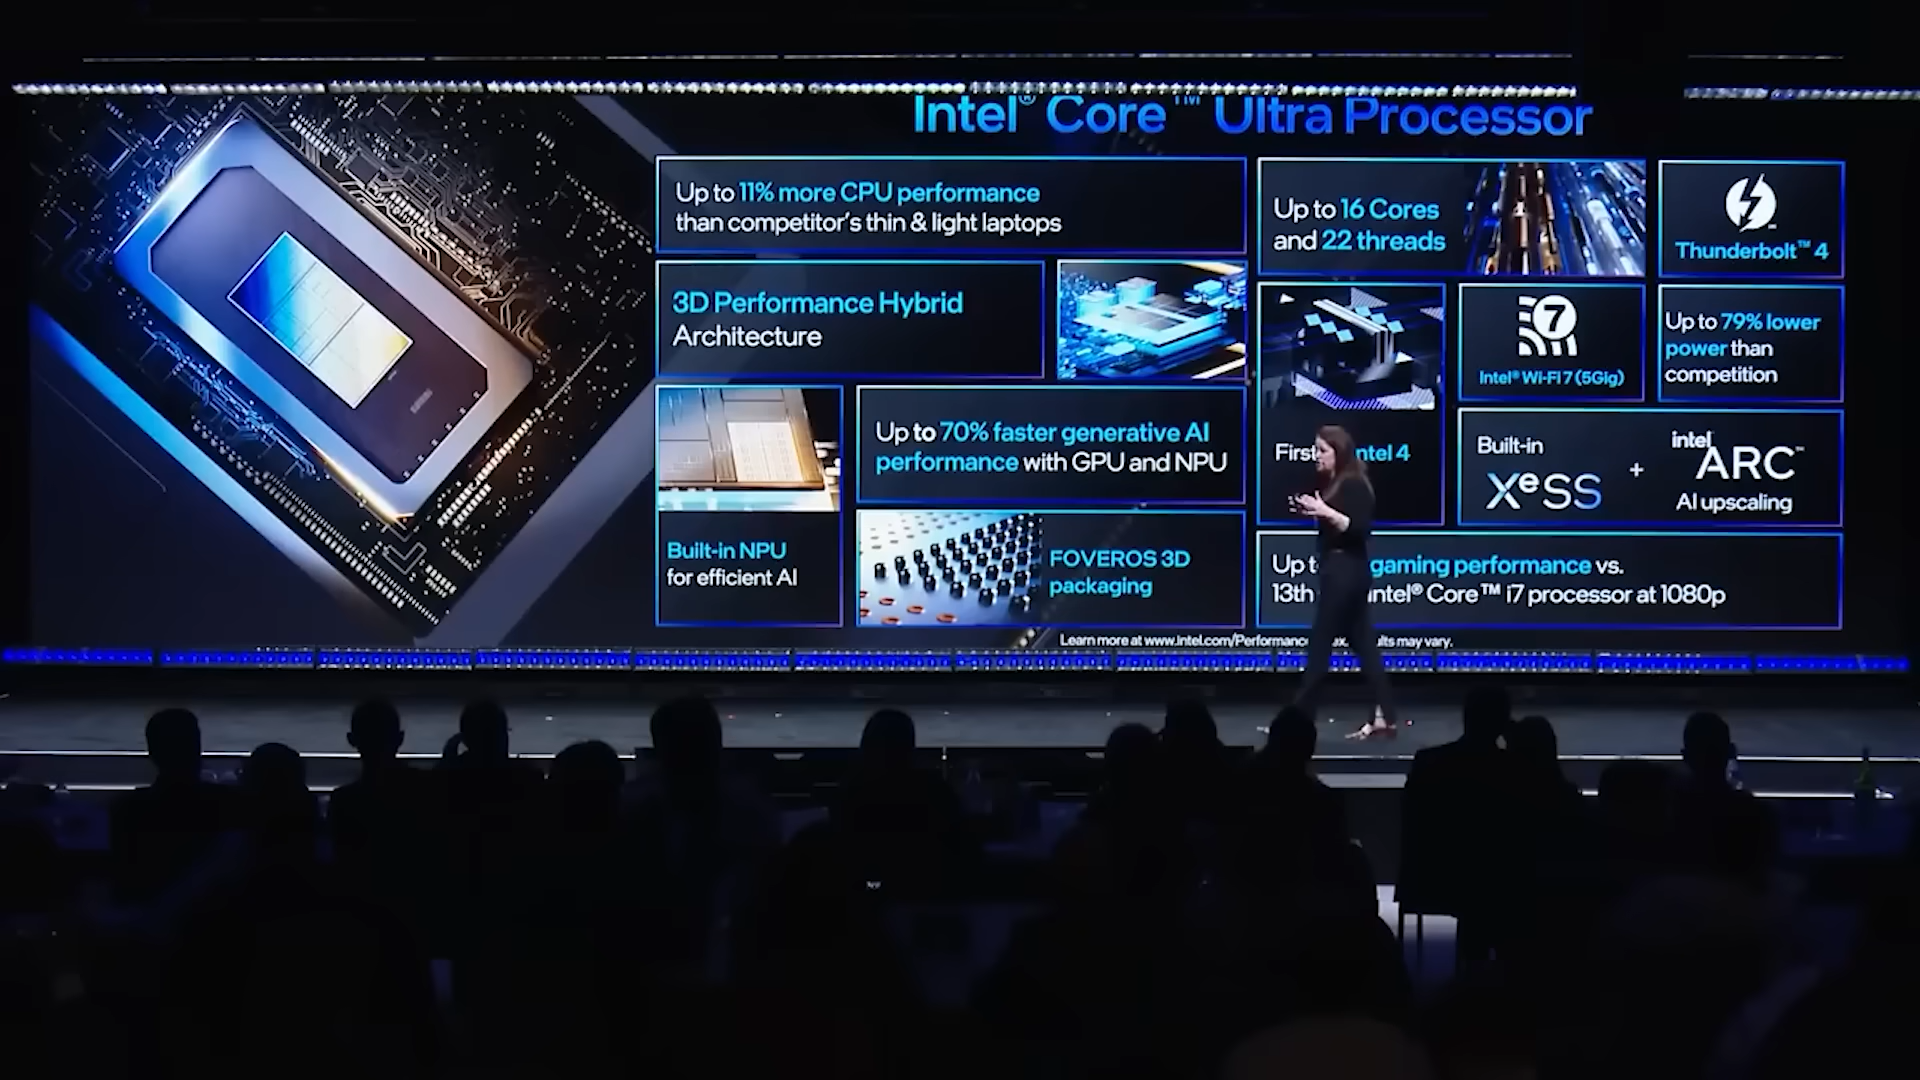 Intel® Core™ Ultra Processor
Up to 11% more CPU performance
than competitor's thin & light laptops
Up to 16 Cores
and 22 threads
Thunderbolt™ 4
3D Performance Hybrid
Architecture
7
Intel® Wi-Fi 7 (5Gig)
Up to 79% lower
power than
competition
Up to 70% faster generative AI
performance with GPU and NPU
First
ntel 4
Built-in
XeSS
+
intel
ARC™
AI upscaling
Built-in NPU
for efficient AI
FOVEROS 3D
packaging
Up t
gaming performance vs.
13th
ntel® Core™ i7 processor at 1080p
Learn more at www.intel.com/Performanc
ults may vary.